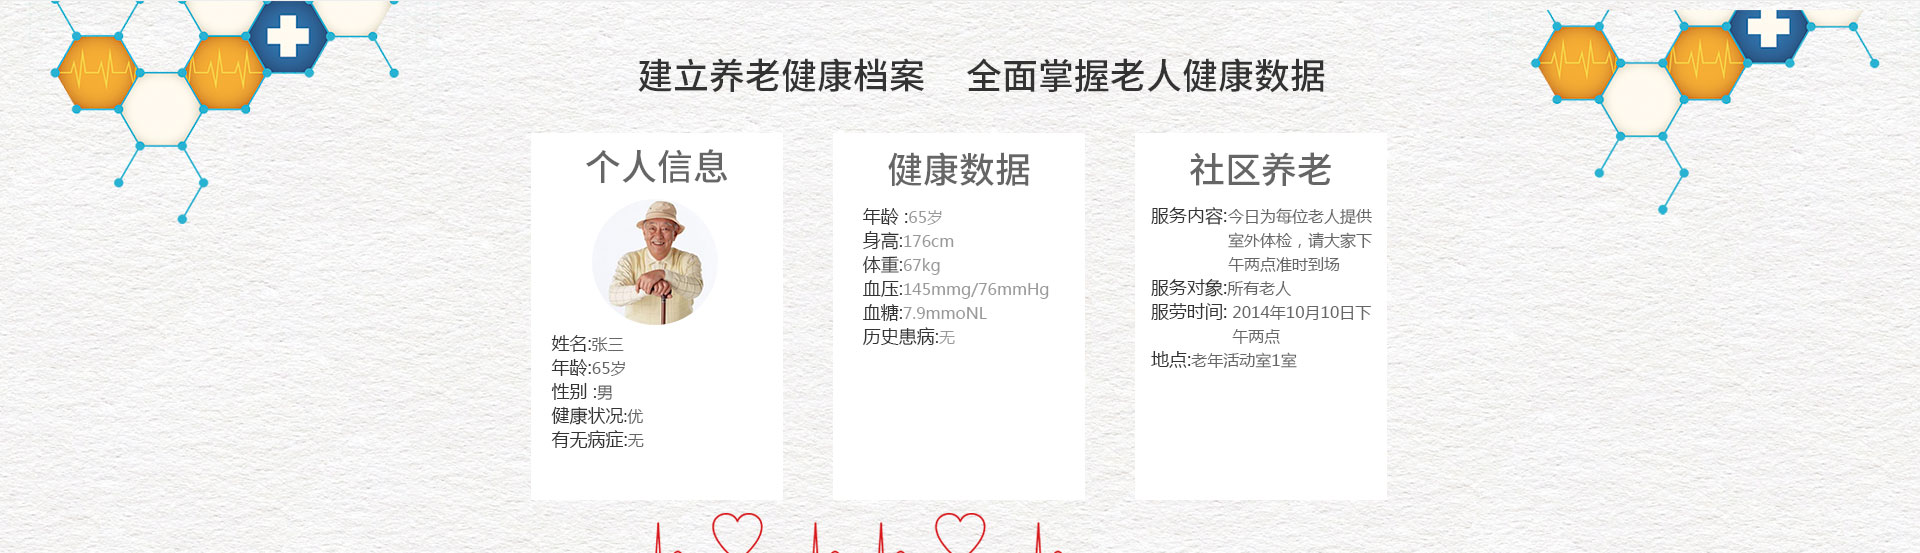 建立养老健康档案 全面掌握老人健康数据
个人信息
姓名:张三
年龄:65岁
性别 :男
健康状况:优
有无病症:无
健康数据
年龄 :65岁
身高:176cm
体重:67kg
血压:145mmg/76mmHg
血糖:7.9mmoNL
历史患病:无
社区养老
服务内容:今日为每位老人提供
室外体检，请大家下
午两点准时到场
服务对象:所有老人
服劳时间: 2014年10月10日下
午两点
地点:老年活动室1室